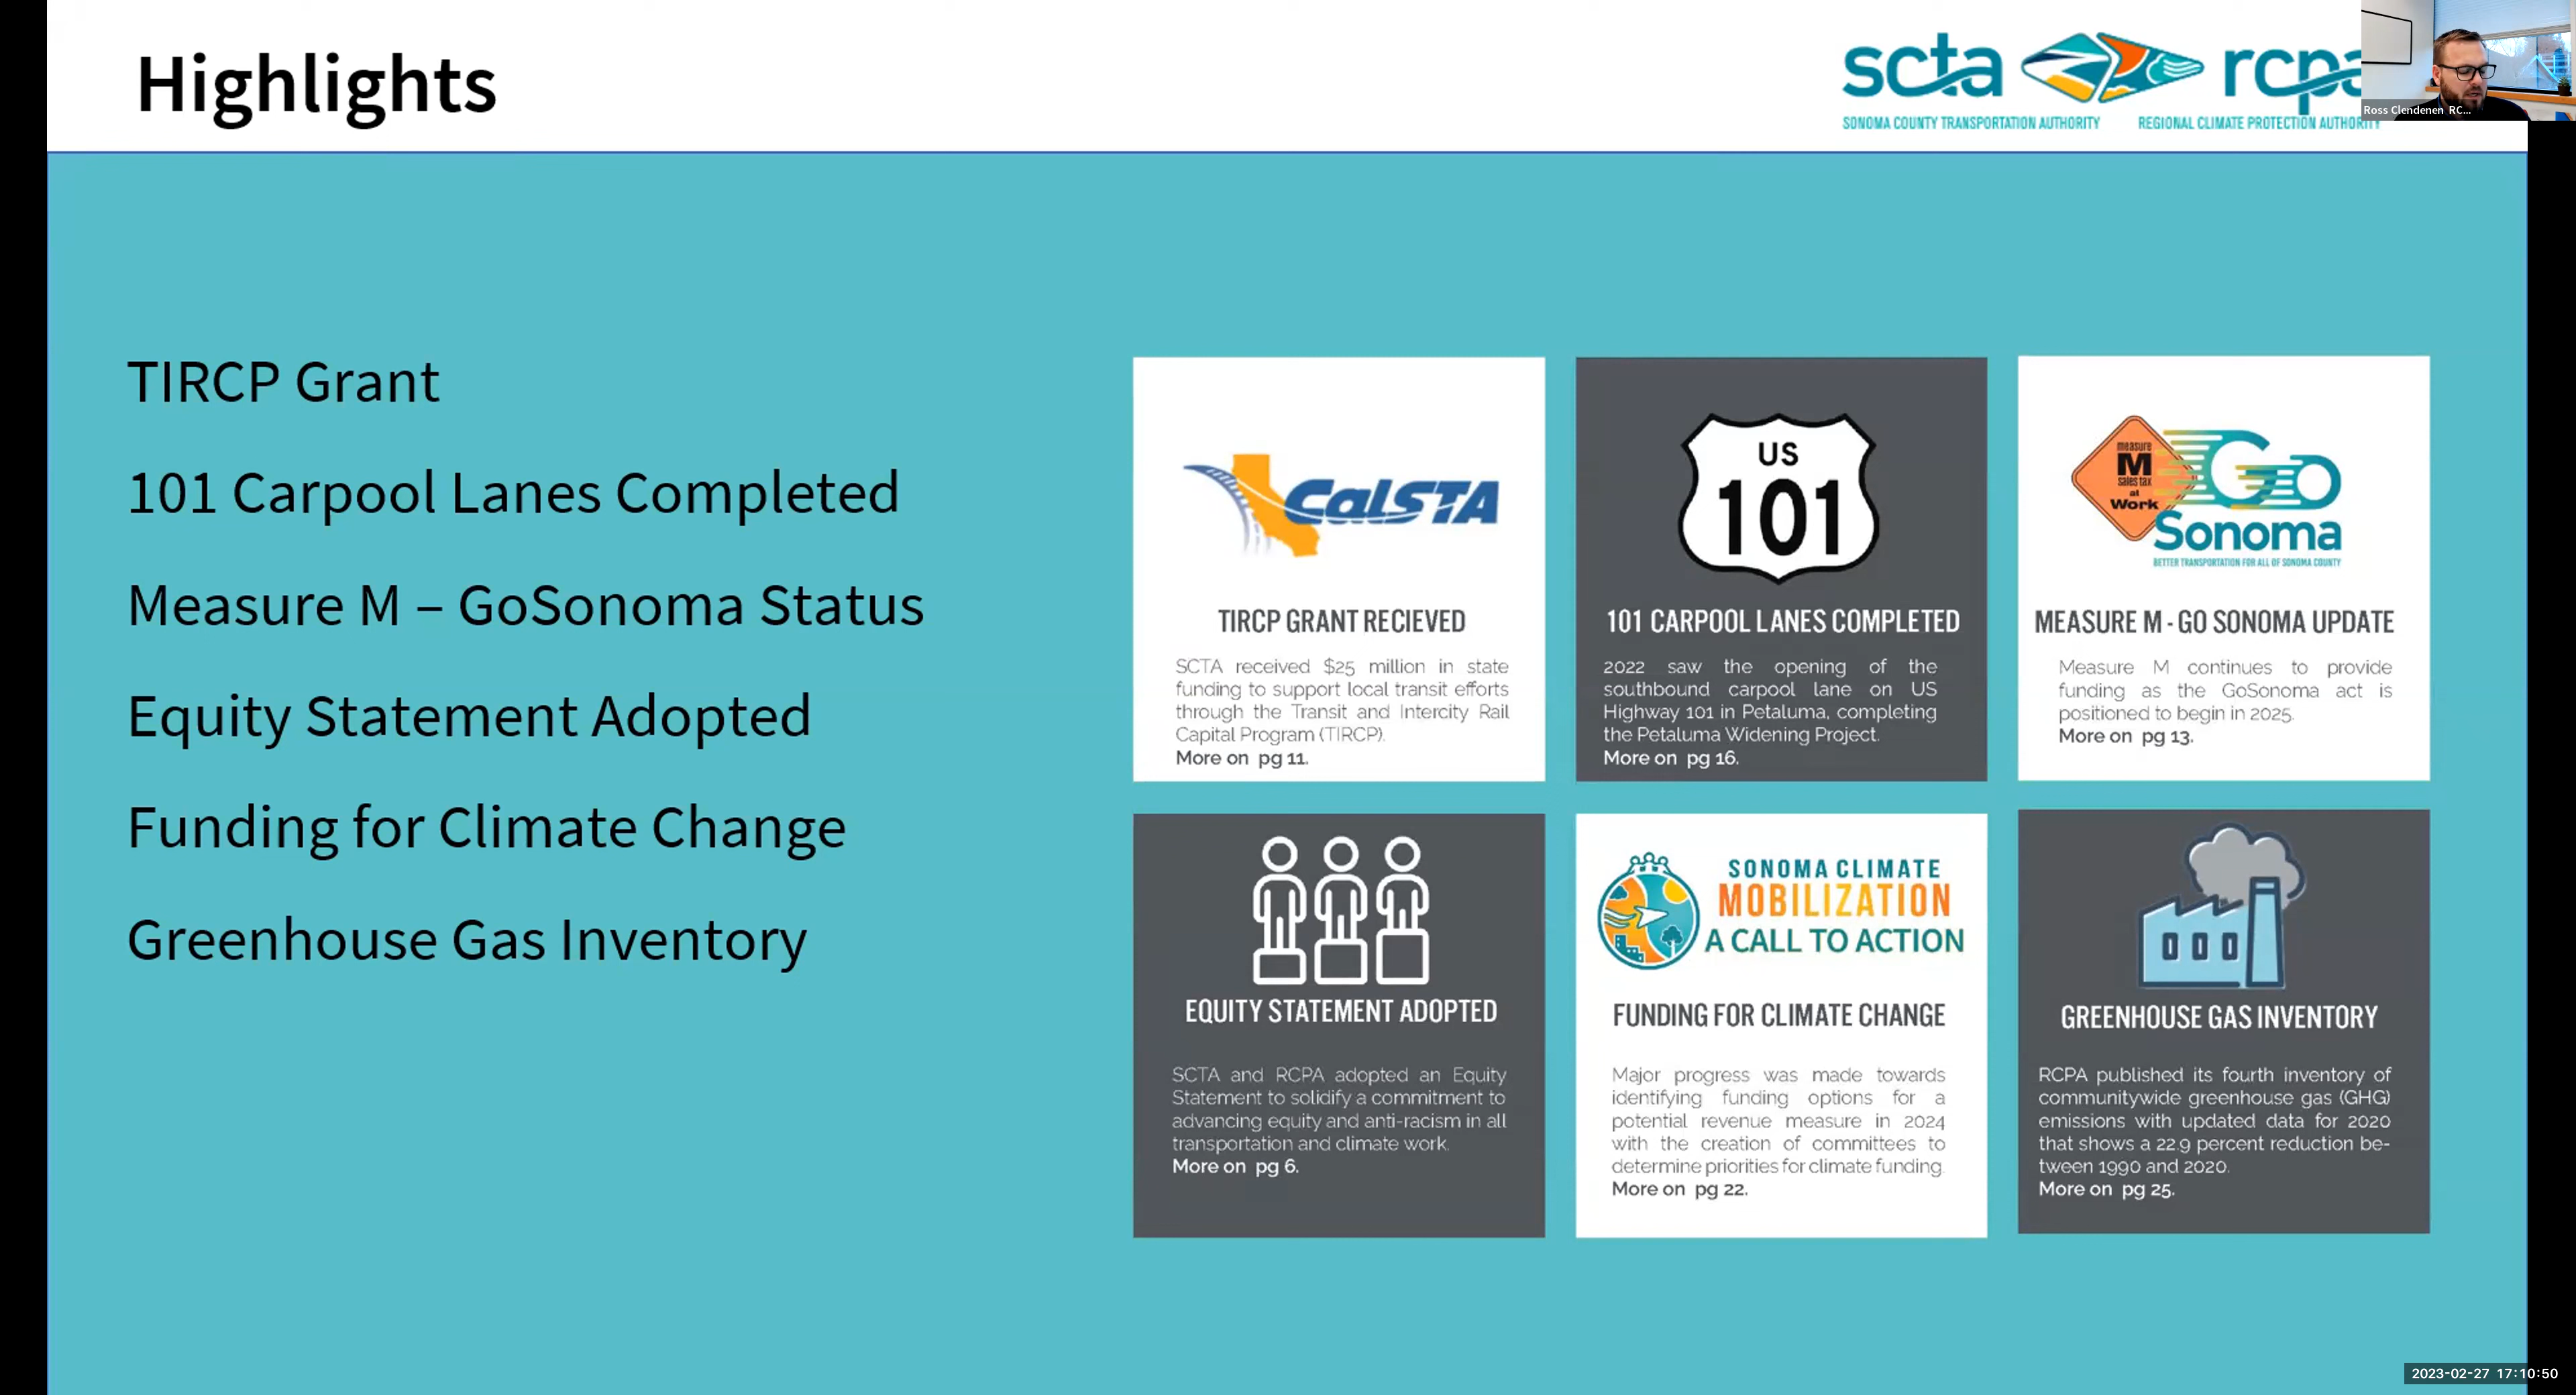 Highlights
scta rcpa
SONOMA COUNTY TRANSPORTATION AUTHORITY REGIONAL CLIMATE PROTECTION AUTHORITY
Ross Clendenen RC...
TIRCP Grant
101 Carpool Lanes Completed
Measure M – GoSonoma Status
Equity Statement Adopted
Funding for Climate Change
Greenhouse Gas Inventory
CalSTA
TIRCP GRANT RECIEVED
SCTA received $25 million in state
funding to support local transit efforts
through the Transit and Intercity Rail
Capital Program (TIRCP).
More on pg 11.
US
101
101 CARPOOL LANES COMPLETED
2022 saw the opening of the
southbound carpool lane on US
Highway 101 in Petaluma, completing
the Petaluma Widening Project.
More on pg 16.
measure
M
sales tax
at
Work
Go
Sonoma
BETTER TRANSPORTATION FOR ALL OF SONOMA COUNTY
MEASURE M - GO SONOMA UPDATE
Measure M continues to provide
funding as the GoSonoma act is
positioned to begin in 2025.
More on pg 13.
EQUITY STATEMENT ADOPTED
SCTA and RCPA adopted an Equity
Statement to solidify a commitment to
advancing equity and anti-racism in all
transportation and climate work.
More on pg 6.
SONOMA CLIMATE
MOBILIZATION
A CALL TO ACTION
FUNDING FOR CLIMATE CHANGE
Major progress was made towards
identifying funding options for a
potential revenue measure in 2024
with the creation of committees to
determine priorities for climate funding.
More on pg 22.
GREENHOUSE GAS INVENTORY
RCPA published its fourth inventory of
communitywide greenhouse gas (GHG)
emissions with updated data for 2020
that shows a 22.9 percent reduction be-
tween 1990 and 2020.
More on pg 25.
2023-02-27 17:10:50